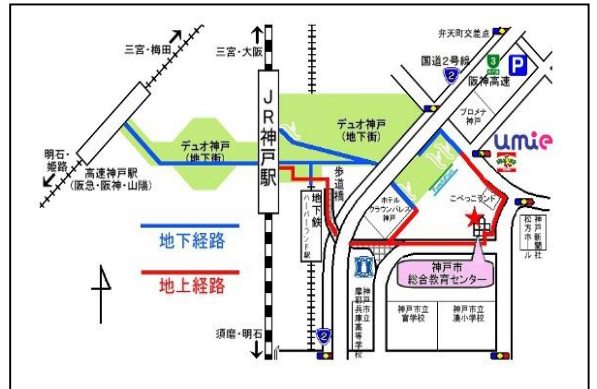 三宮・梅田
三宮・大阪
弁天町交差点
国道2号線
2
3
阪神高速
P
プロメナ
神戸
umie
JR神戸駅
デュオ神戸
(地下街)
デュオ神戸
(地下街)
明石・
姫路
高速神戸駅
(阪急・阪神・山陽)
歩道橋
地下鉄
ハーバーランド駅
ホテル
クラウンパレス
神戸
こべっこランド
神戸新聞社
松方ホール
地下経路
地上経路
神戸市
総合教育センター
神戸市立
摩耶兵庫高等学校
神戸市立
盲学校
神戸市立
湊小学校
須磨・明石
2